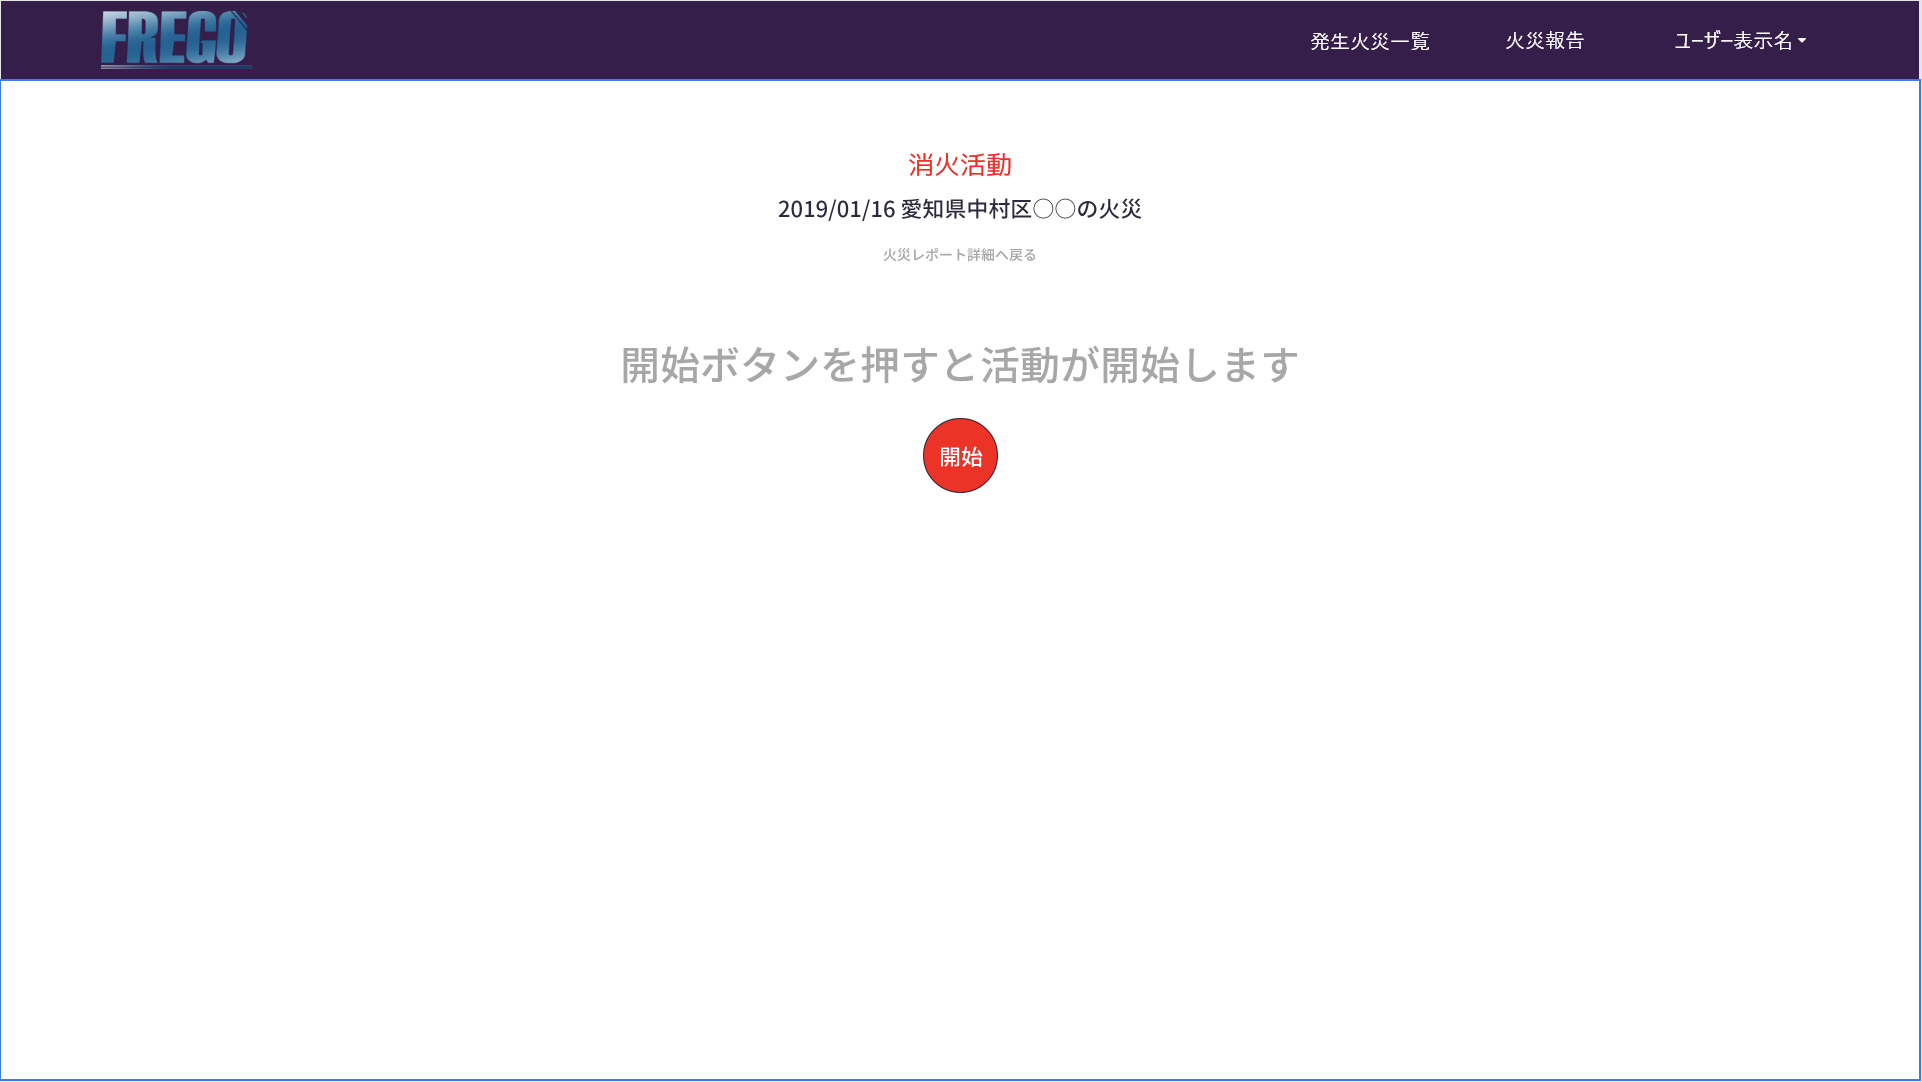 FREGO
発生火災一覧
火災報告
ユーザー表示名
消火活動
2019/01/16 愛知県中村区〇〇の火災
火災レポート詳細へ戻る
開始ボタンを押すと活動が開始します
開始